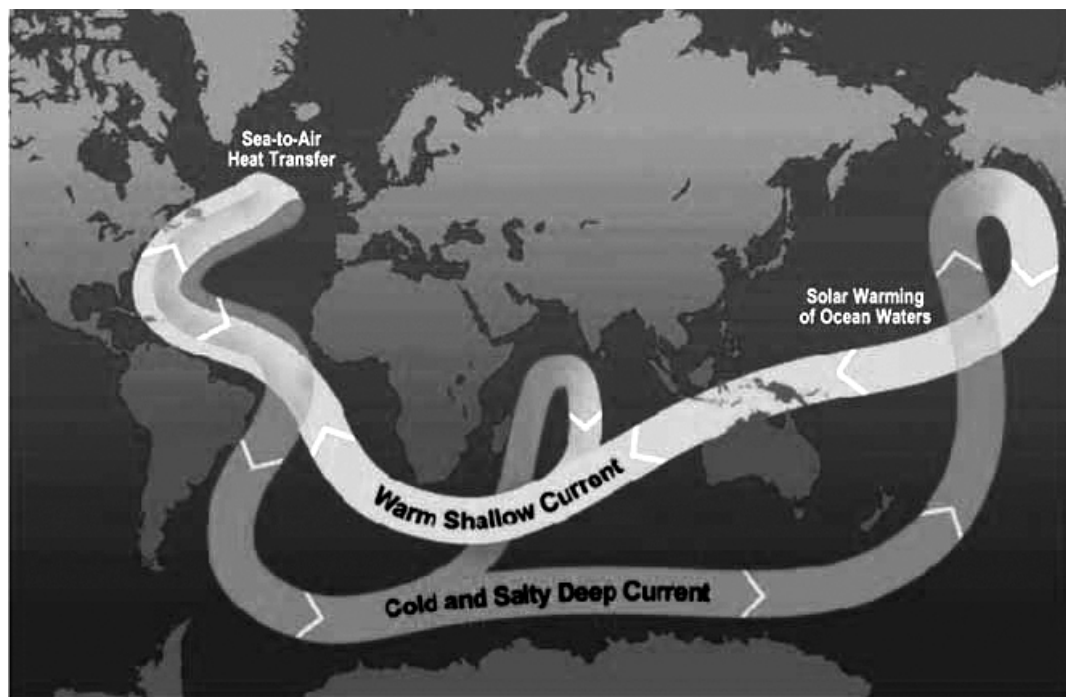 Sea-to-Air
Heat Transfer
Solar Warming
of Ocean Waters
Warm Shallow Current
Cold and Salty Deep Current